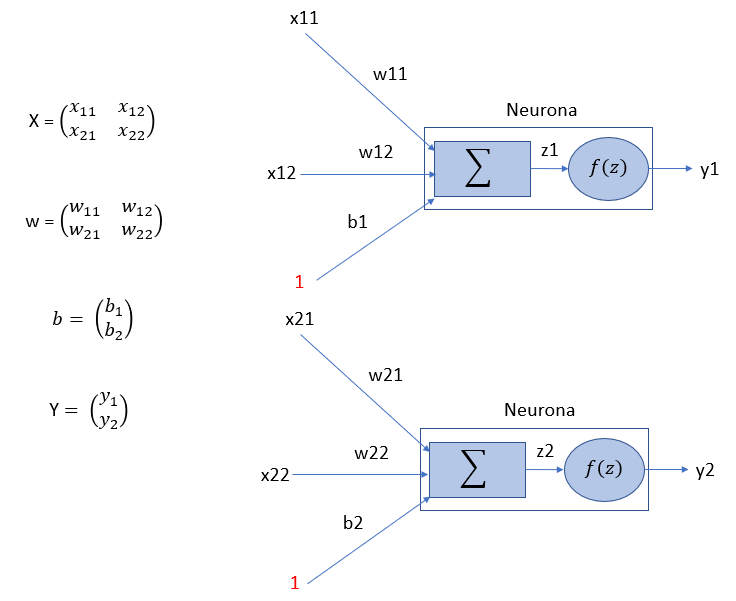 X = (x11 x12
x21 x22)
w = (w11 w12
w21 w22)
b = (b1
b2)
Y = (y1
y2)
x11
w11
Neurona
x12
w12
∑
z1
f(z)
y1
b1
1
x21
w21
Neurona
x22
w22
∑
z2
f(z)
y2
b2
1